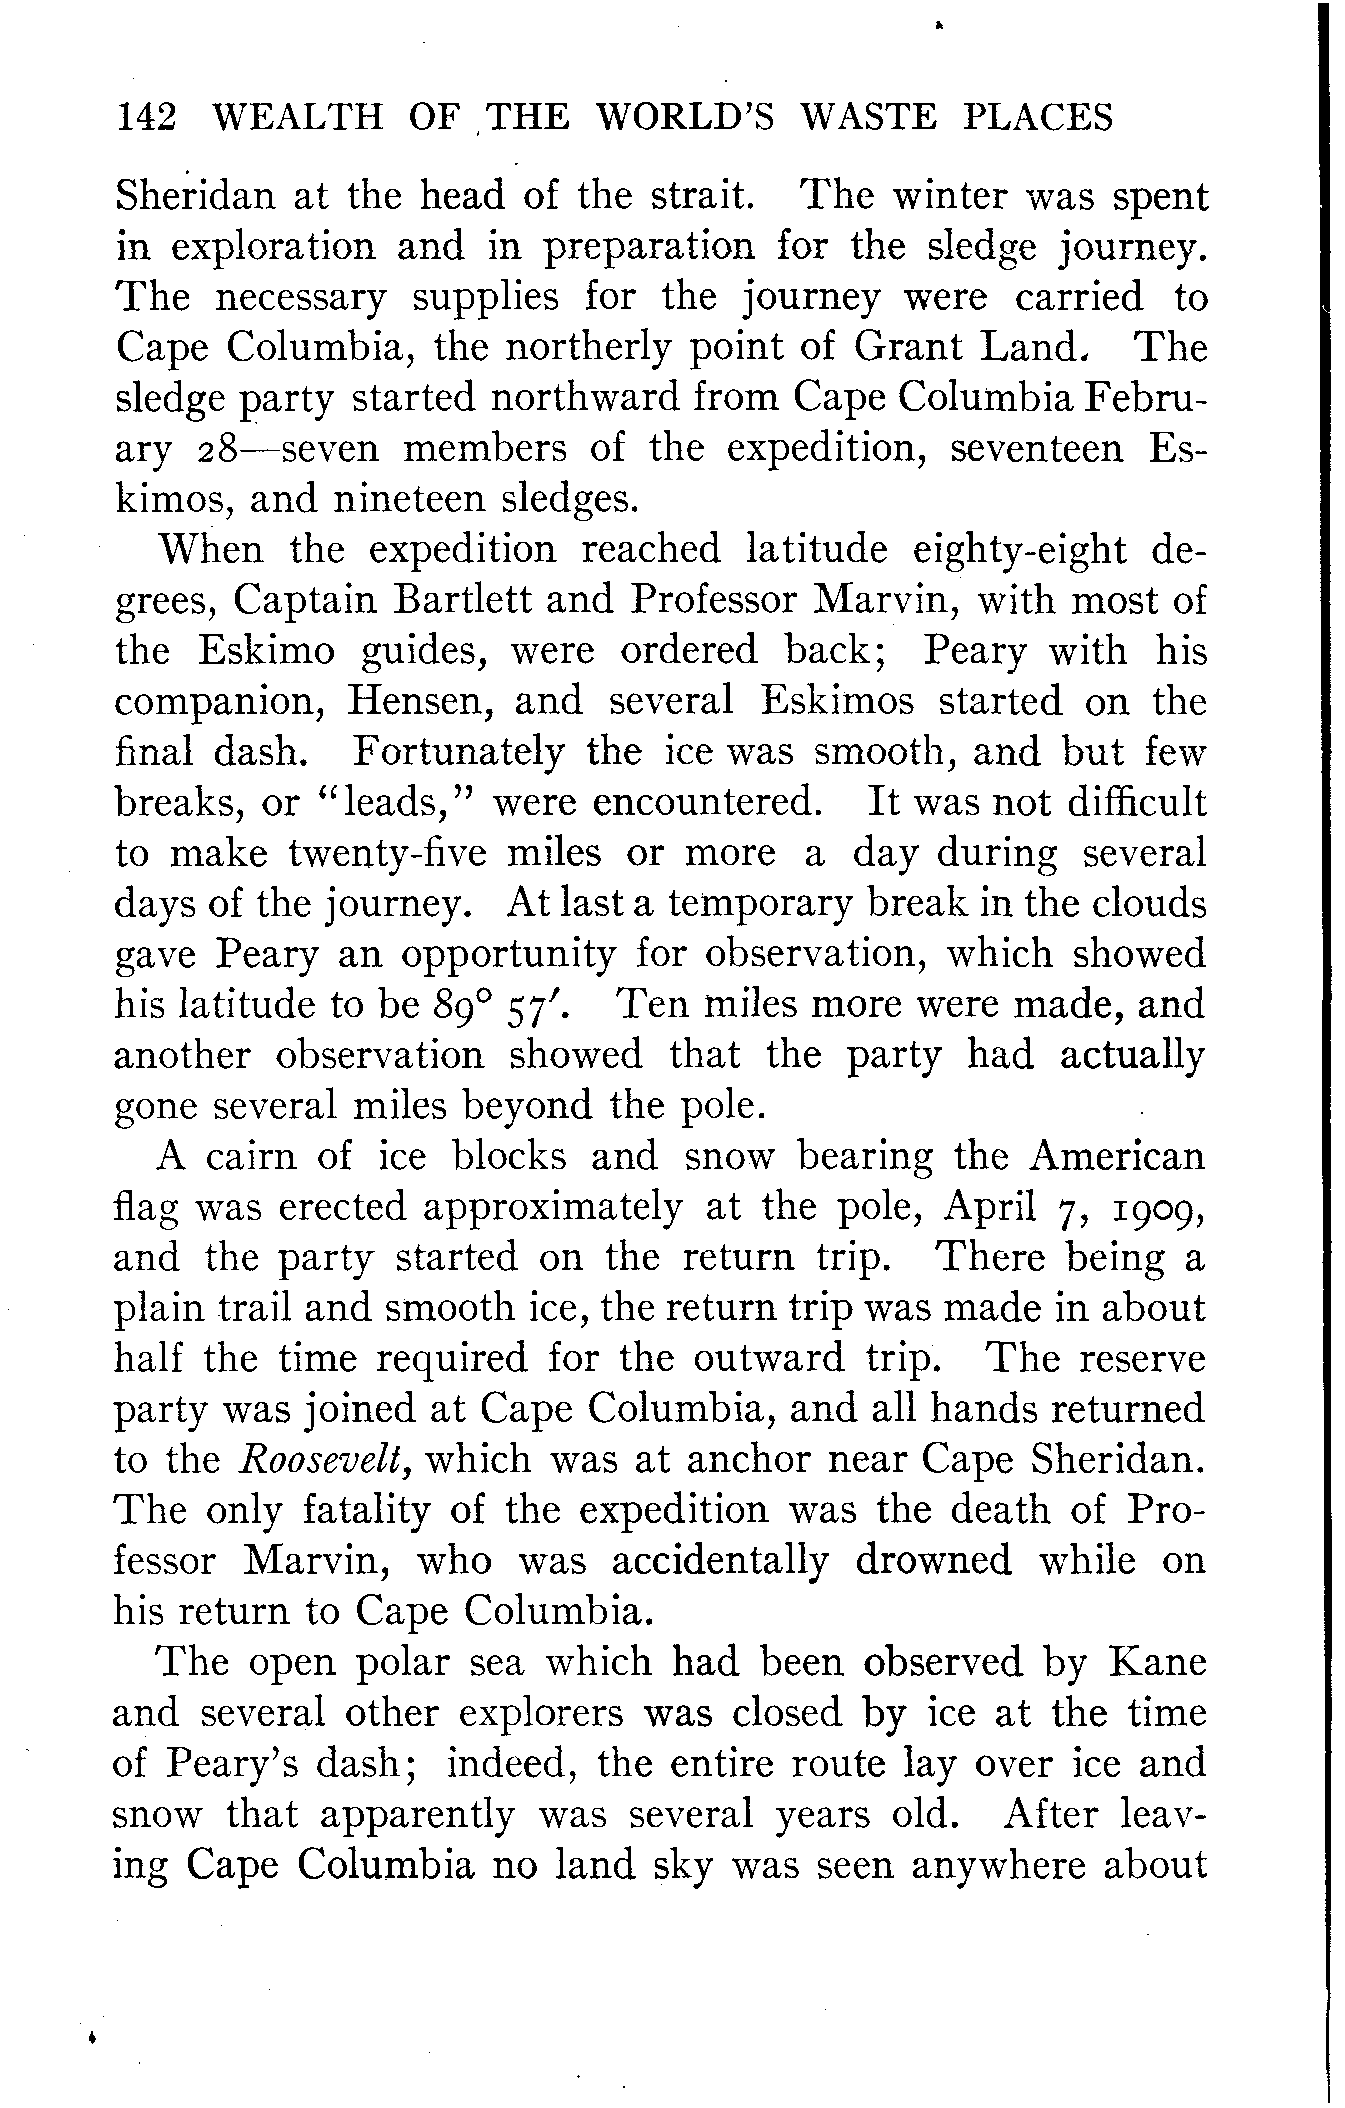 142 WEALTH OF THE WORLD'S WASTE PLACES
Sheridan at the head of the strait. The winter was spent
in exploration and in preparation for the sledge journey.
The necessary supplies for the journey were carried to
Cape Columbia, the northerly point of Grant Land. The
sledge party started northward from Cape Columbia Febru-
ary 28—seven members of the expedition, seventeen Es-
kimos, and nineteen sledges.
When the expedition reached latitude eighty-eight de-
grees, Captain Bartlett and Professor Marvin, with most of
the Eskimo guides, were ordered back; Peary with his
companion, Hensen, and several Eskimos started on the
final dash. Fortunately the ice was smooth, and but few
breaks, or "leads," were encountered. It was not difficult
to make twenty-five miles or more a day during several
days of the journey. At last a temporary break in the clouds
gave Peary an opportunity for observation, which showed
his latitude to be 89° 57′. Ten miles more were made, and
another observation showed that the party had actually
gone several miles beyond the pole.
A cairn of ice blocks and snow bearing the American
flag was erected approximately at the pole, April 7, 1909,
and the party started on the return trip. There being a
plain trail and smooth ice, the return trip was made in about
half the time required for the outward trip. The reserve
party was joined at Cape Columbia, and all hands returned
to the Roosevelt, which was at anchor near Cape Sheridan.
The only fatality of the expedition was the death of Pro-
fessor Marvin, who was accidentally drowned while on
his return to Cape Columbia.
The open polar sea which had been observed by Kane
and several other explorers was closed by ice at the time
of Peary's dash; indeed, the entire route lay over ice and
snow that apparently was several years old. After leav-
ing Cape Columbia no land sky was seen anywhere about